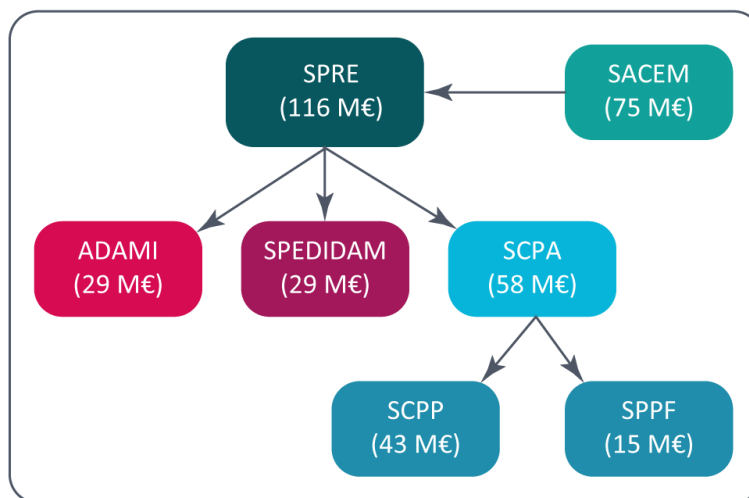 SPRE
(116 M€)
SACEM
(75 M€)
ADAMI
(29 M€)
SPEDIDAM
(29 M€)
SCPA
(58 M€)
SCPP
(43 M€)
SPPF
(15 M€)